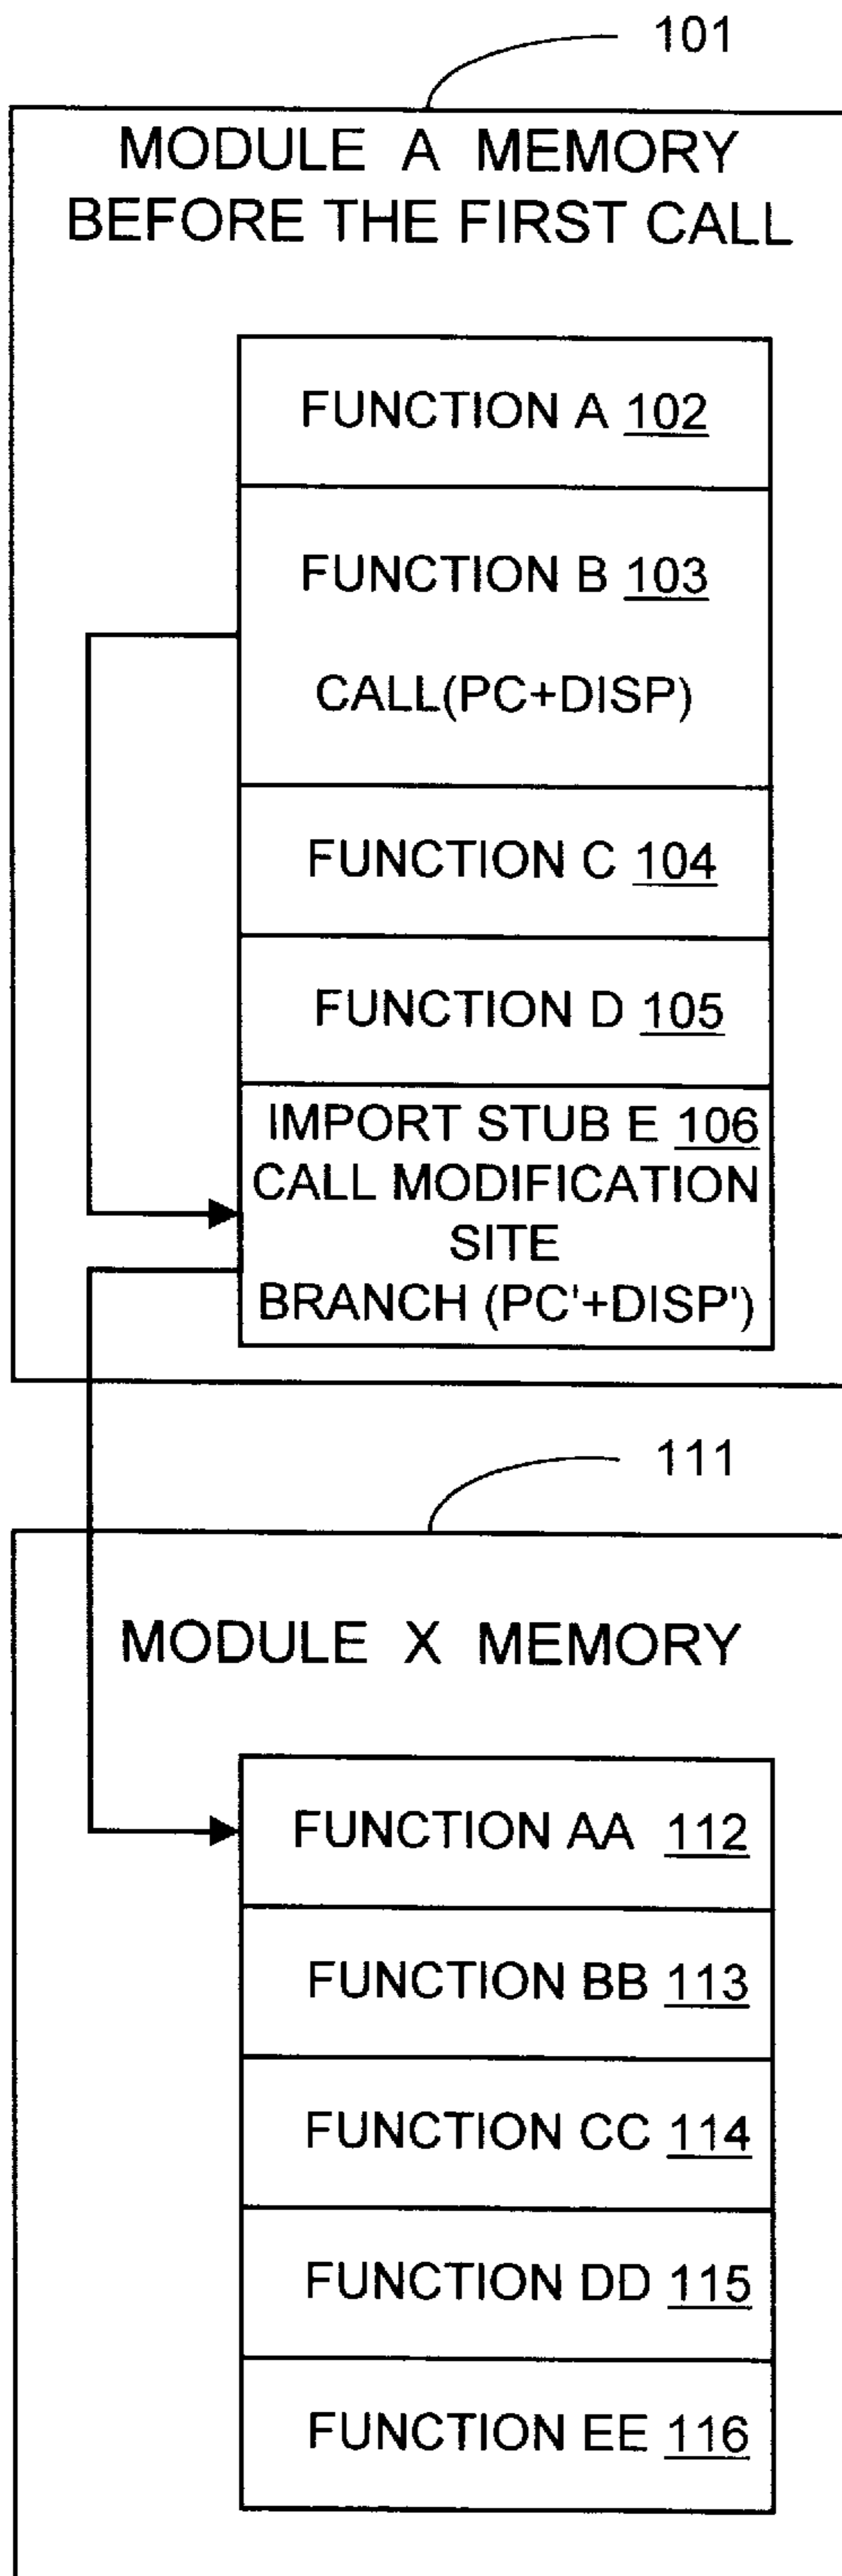 101
MODULE A MEMORY
BEFORE THE FIRST CALL
FUNCTION A 102
FUNCTION B 103
CALL(PC+DISP)
FUNCTION C 104
FUNCTION D 105
IMPORT STUB E 106
CALL MODIFICATION
SITE
BRANCH (PC'+DISP')
111
MODULE X MEMORY
FUNCTION AA 112
FUNCTION BB 113
FUNCTION CC 114
FUNCTION DD 115
FUNCTION EE 116